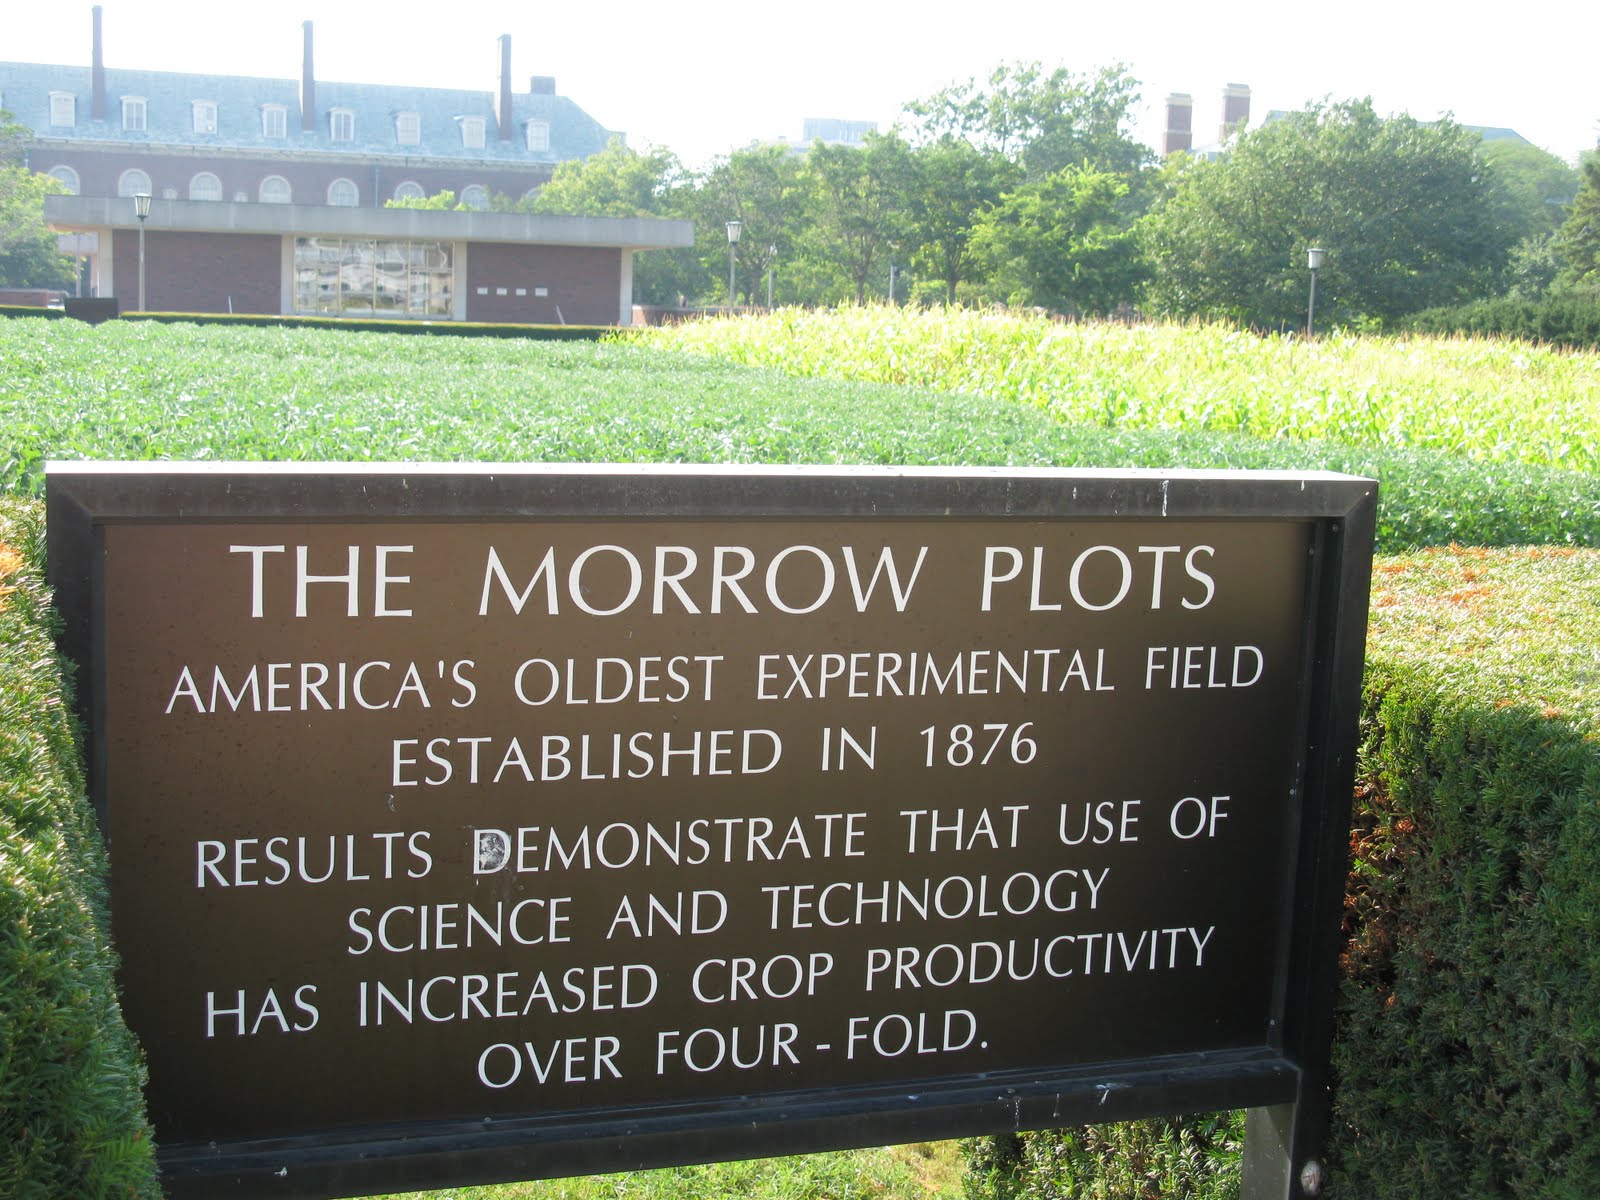 THE MORROW PLOTS
AMERICA'S OLDEST EXPERIMENTAL FIELD
ESTABLISHED IN 1876
RESULTS DEMONSTRATE THAT USE OF
SCIENCE AND TECHNOLOGY
HAS INCREASED CROP PRODUCTIVITY
OVER FOUR-FOLD.